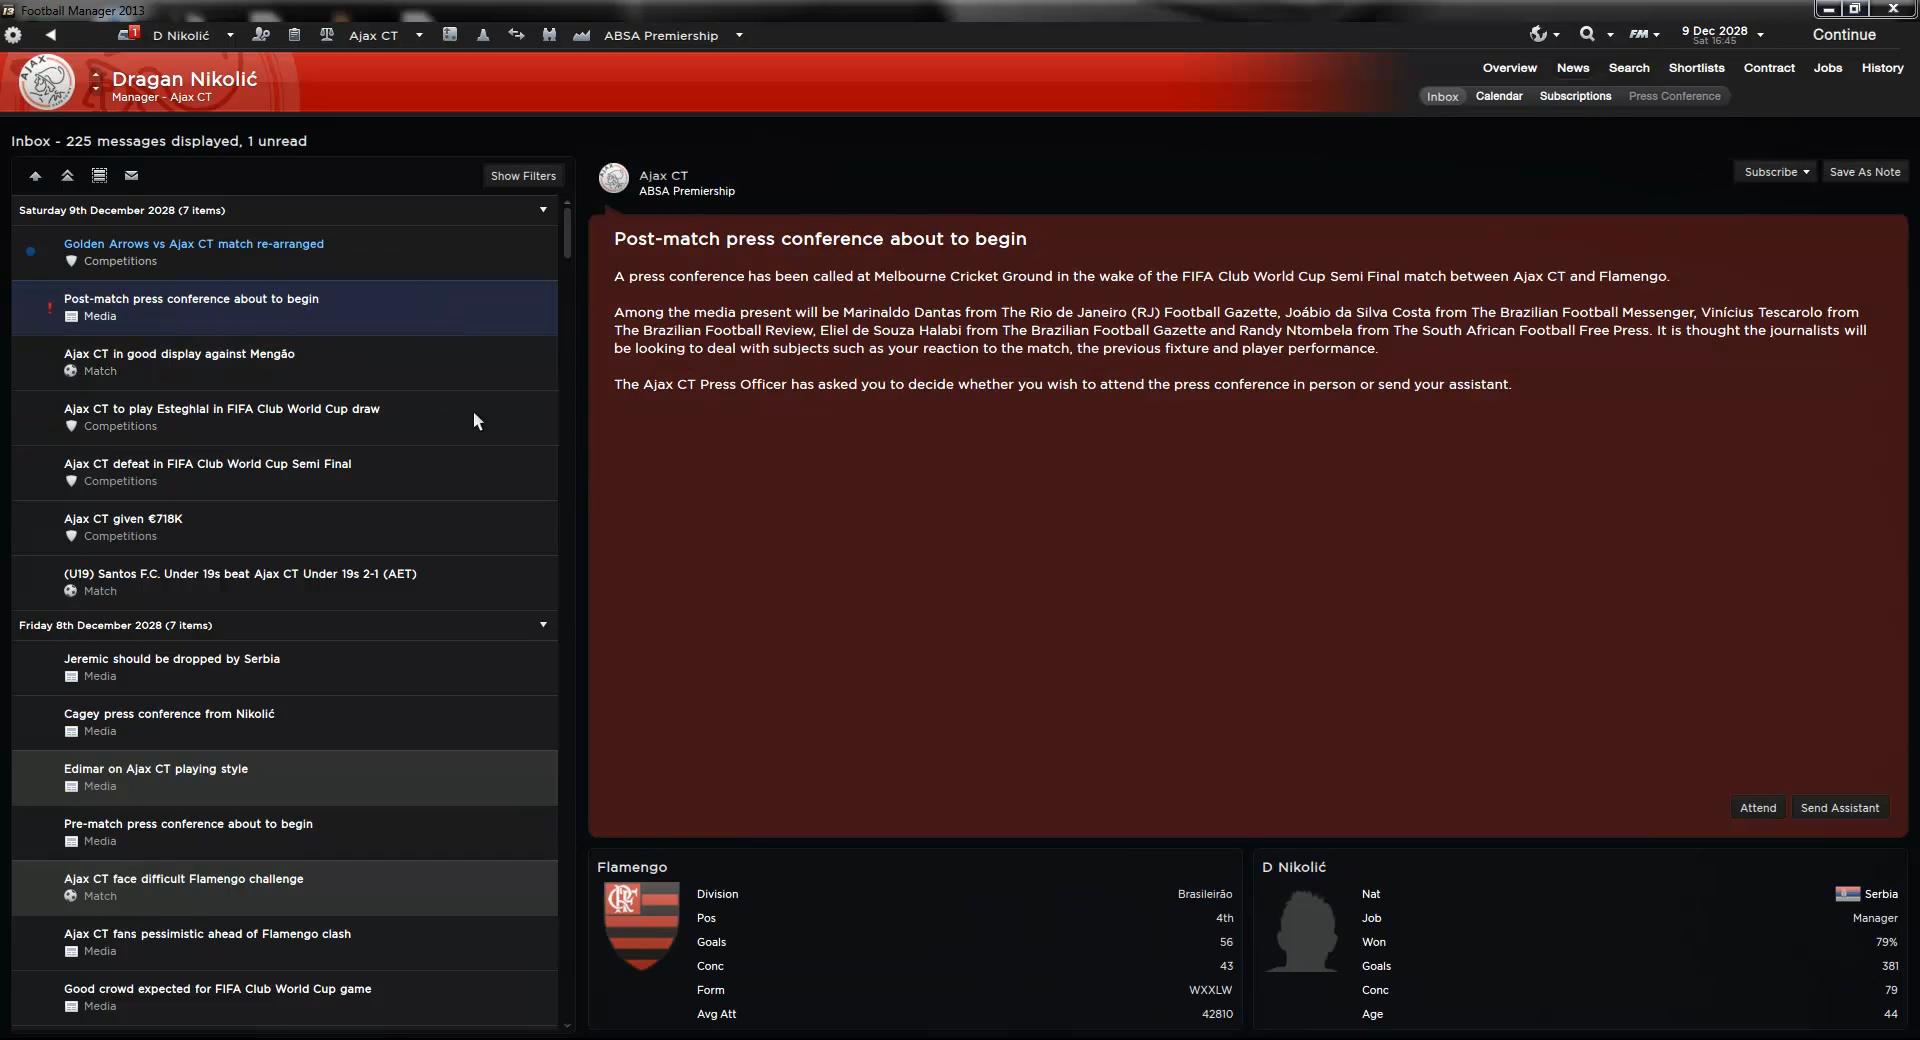 Football Manager 2013
1
D Nikolić
Ajax CT
ABSA Premiership
FM
9 Dec 2028
Sat 16:45
Continue
Dragan Nikolić
Manager - Ajax CT
Overview
News
Search
Shortlists
Contract
Jobs
History
Inbox
Calendar
Subscriptions
Press Conference
Inbox - 225 messages displayed, 1 unread
Show Filters
Saturday 9th December 2028 (7 items)
Golden Arrows vs Ajax CT match re-arranged
Competitions
Post-match press conference about to begin
Media
Ajax CT in good display against Mengão
Match
Ajax CT to play Esteghlal in FIFA Club World Cup draw
Competitions
Ajax CT defeat in FIFA Club World Cup Semi Final
Competitions
Ajax CT given €718K
Competitions
(U19) Santos F.C. Under 19s beat Ajax CT Under 19s 2-1 (AET)
Match
Friday 8th December 2028 (7 items)
Jeremic should be dropped by Serbia
Media
Cagey press conference from Nikolić
Media
Edimar on Ajax CT playing style
Media
Pre-match press conference about to begin
Media
Ajax CT face difficult Flamengo challenge
Match
Ajax CT fans pessimistic ahead of Flamengo clash
Media
Good crowd expected for FIFA Club World Cup game
Media
Ajax CT
ABSA Premiership
Subscribe
Save As Note
Post-match press conference about to begin
A press conference has been called at Melbourne Cricket Ground in the wake of the FIFA Club World Cup Semi Final match between Ajax CT and Flamengo.
Among the media present will be Marinaldo Dantas from The Rio de Janeiro (RJ) Football Gazette, Joábio da Silva Costa from The Brazilian Football Messenger, Vinícius Tescarolo from
The Brazilian Football Review, Eliel de Souza Halabi from The Brazilian Football Gazette and Randy Ntombela from The South African Football Free Press. It is thought the journalists will
be looking to deal with subjects such as your reaction to the match, the previous fixture and player performance.
The Ajax CT Press Officer has asked you to decide whether you wish to attend the press conference in person or send your assistant.
Attend
Send Assistant
Flamengo
Division Brasileirão
Pos 4th
Goals 56
Conc 43
Form WXXLW
Avg Att 42810
D Nikolić
Nat Serbia
Job Manager
Won 79%
Goals 381
Conc 79
Age 44